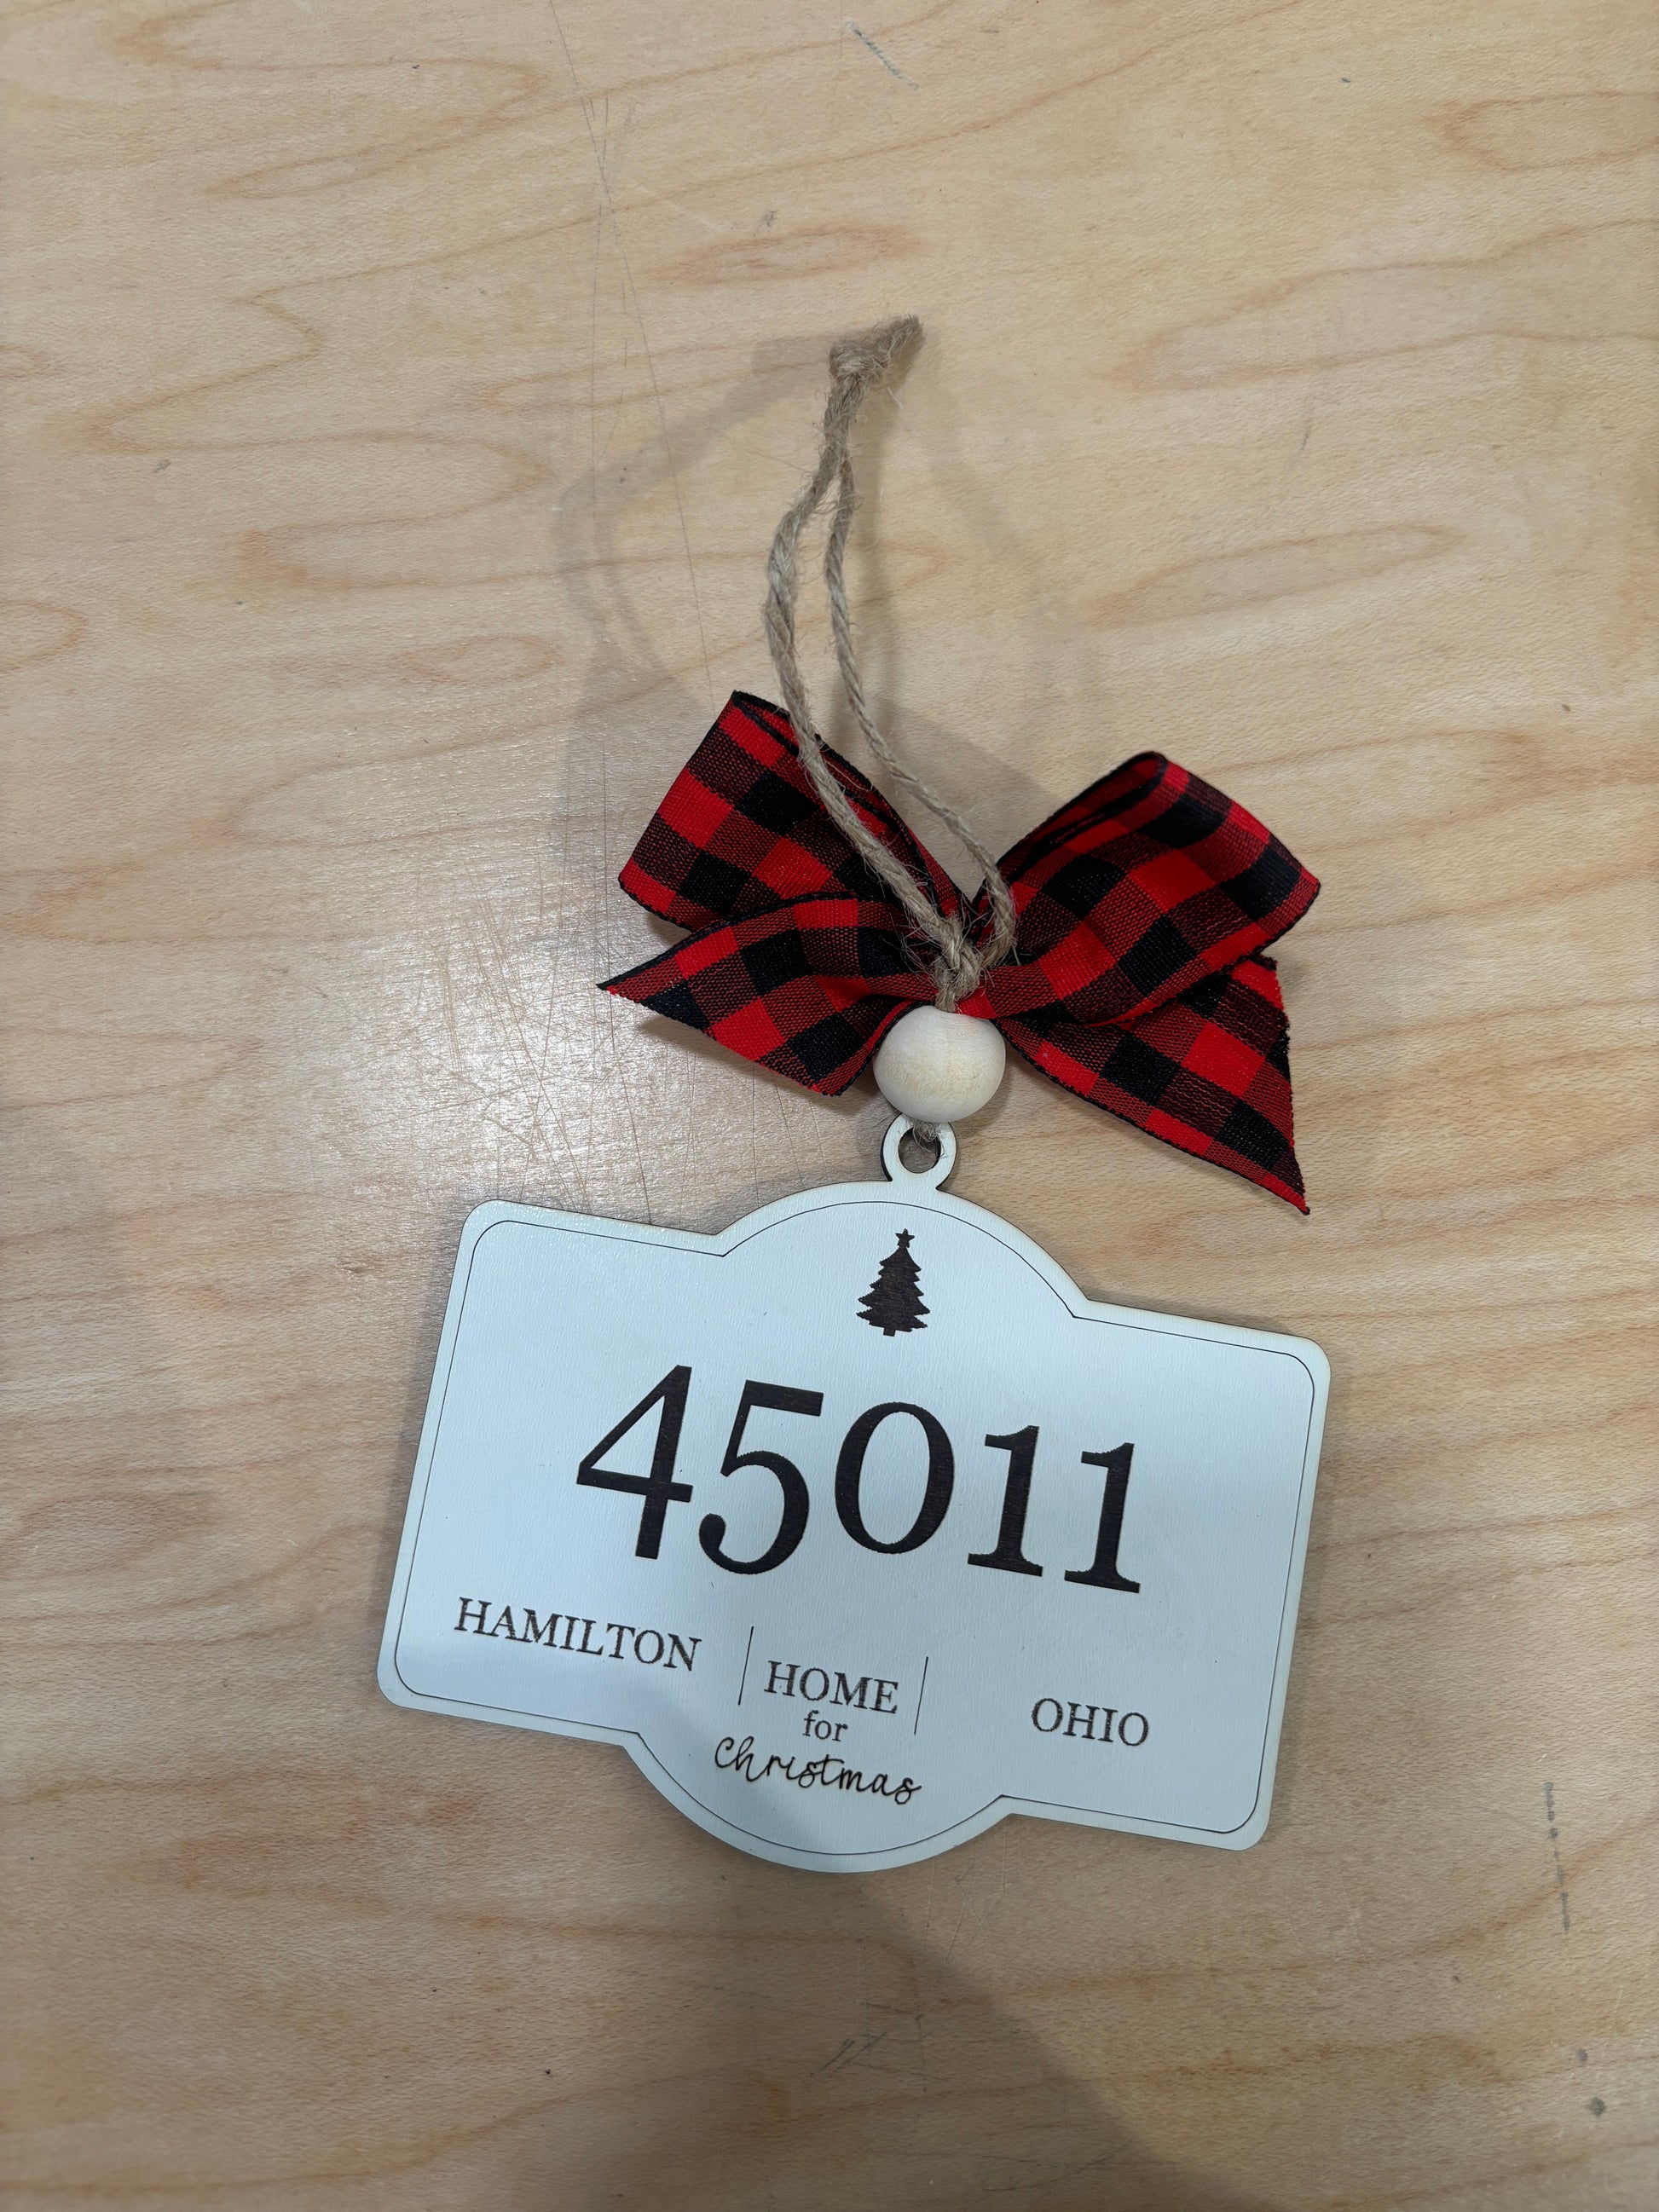 45011
HAMILTON
HOME
for
Christmas
OHIO